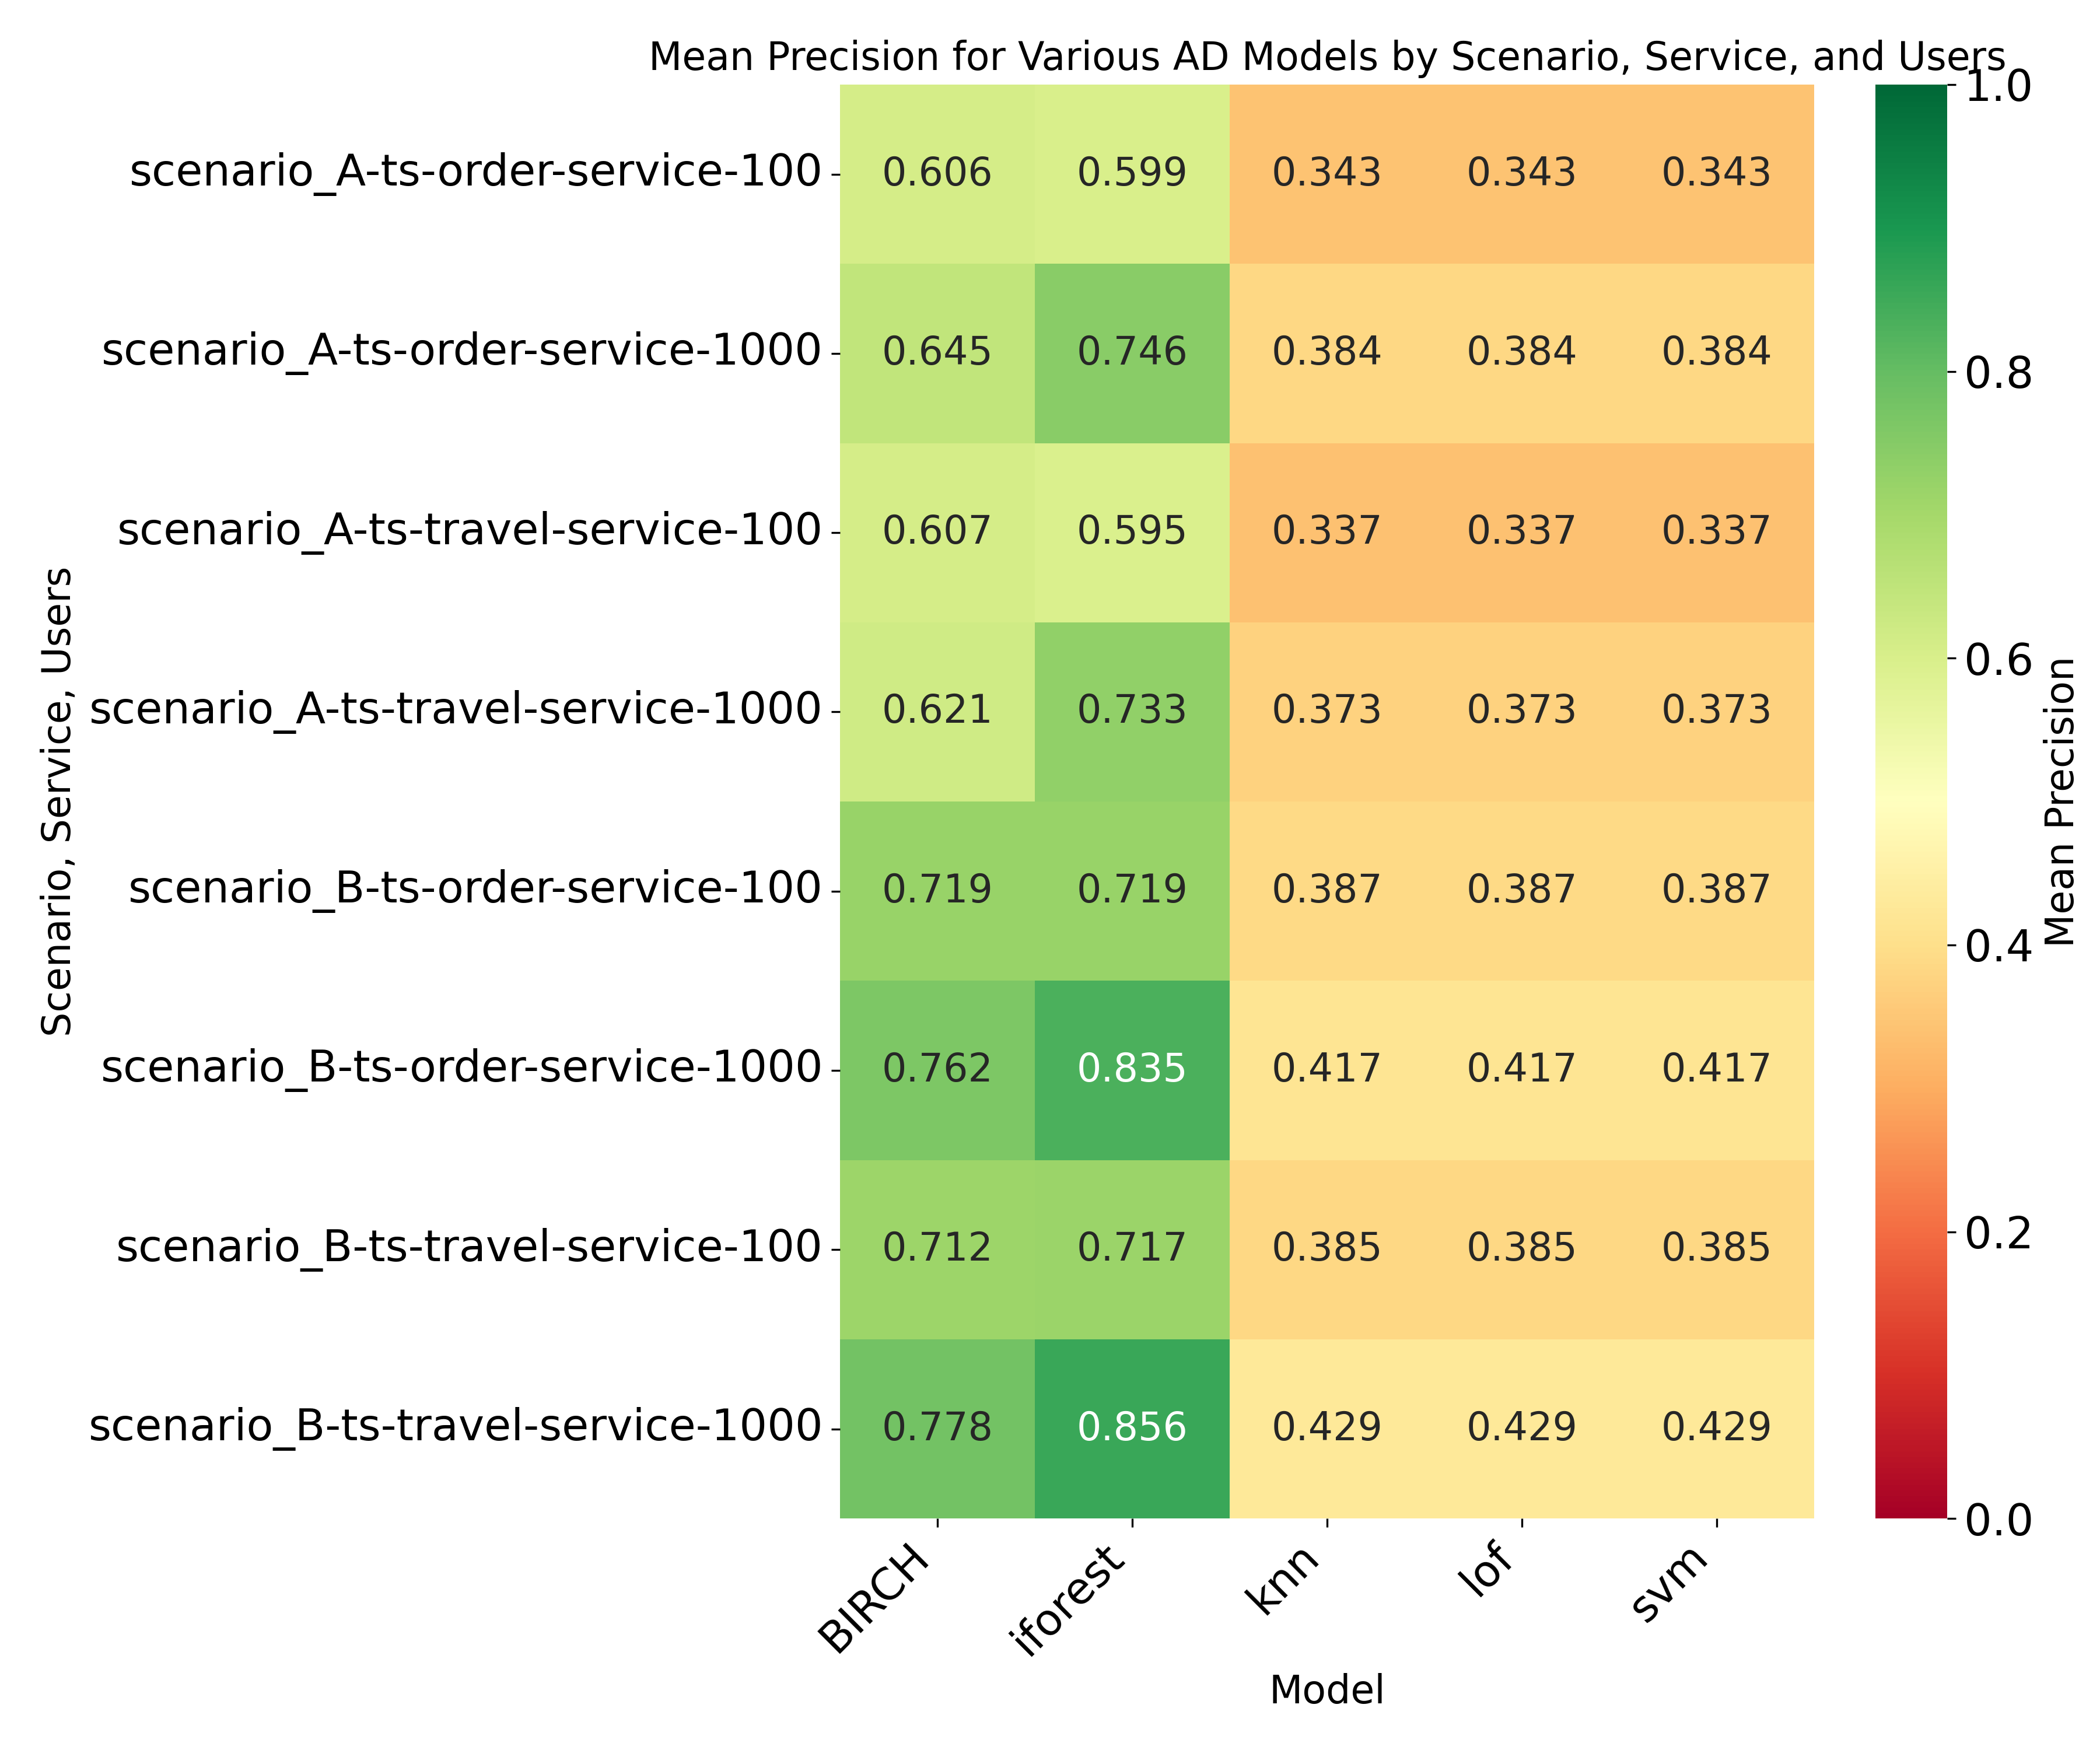 Mean Precision for Various AD Models by Scenario, Service, and Users
Scenario, Service, Users
scenario_A-ts-order-service-100 0.606 0.599 0.343 0.343 0.343
scenario_A-ts-order-service-1000 0.645 0.746 0.384 0.384 0.384
scenario_A-ts-travel-service-100 0.607 0.595 0.337 0.337 0.337
scenario_A-ts-travel-service-1000 0.621 0.733 0.373 0.373 0.373
scenario_B-ts-order-service-100 0.719 0.719 0.387 0.387 0.387
scenario_B-ts-order-service-1000 0.762 0.835 0.417 0.417 0.417
scenario_B-ts-travel-service-100 0.712 0.717 0.385 0.385 0.385
scenario_B-ts-travel-service-1000 0.778 0.856 0.429 0.429 0.429
BIRCH iforest knn lof svm
Model
1.0
0.8
0.6
0.4
0.2
0.0
Mean Precision